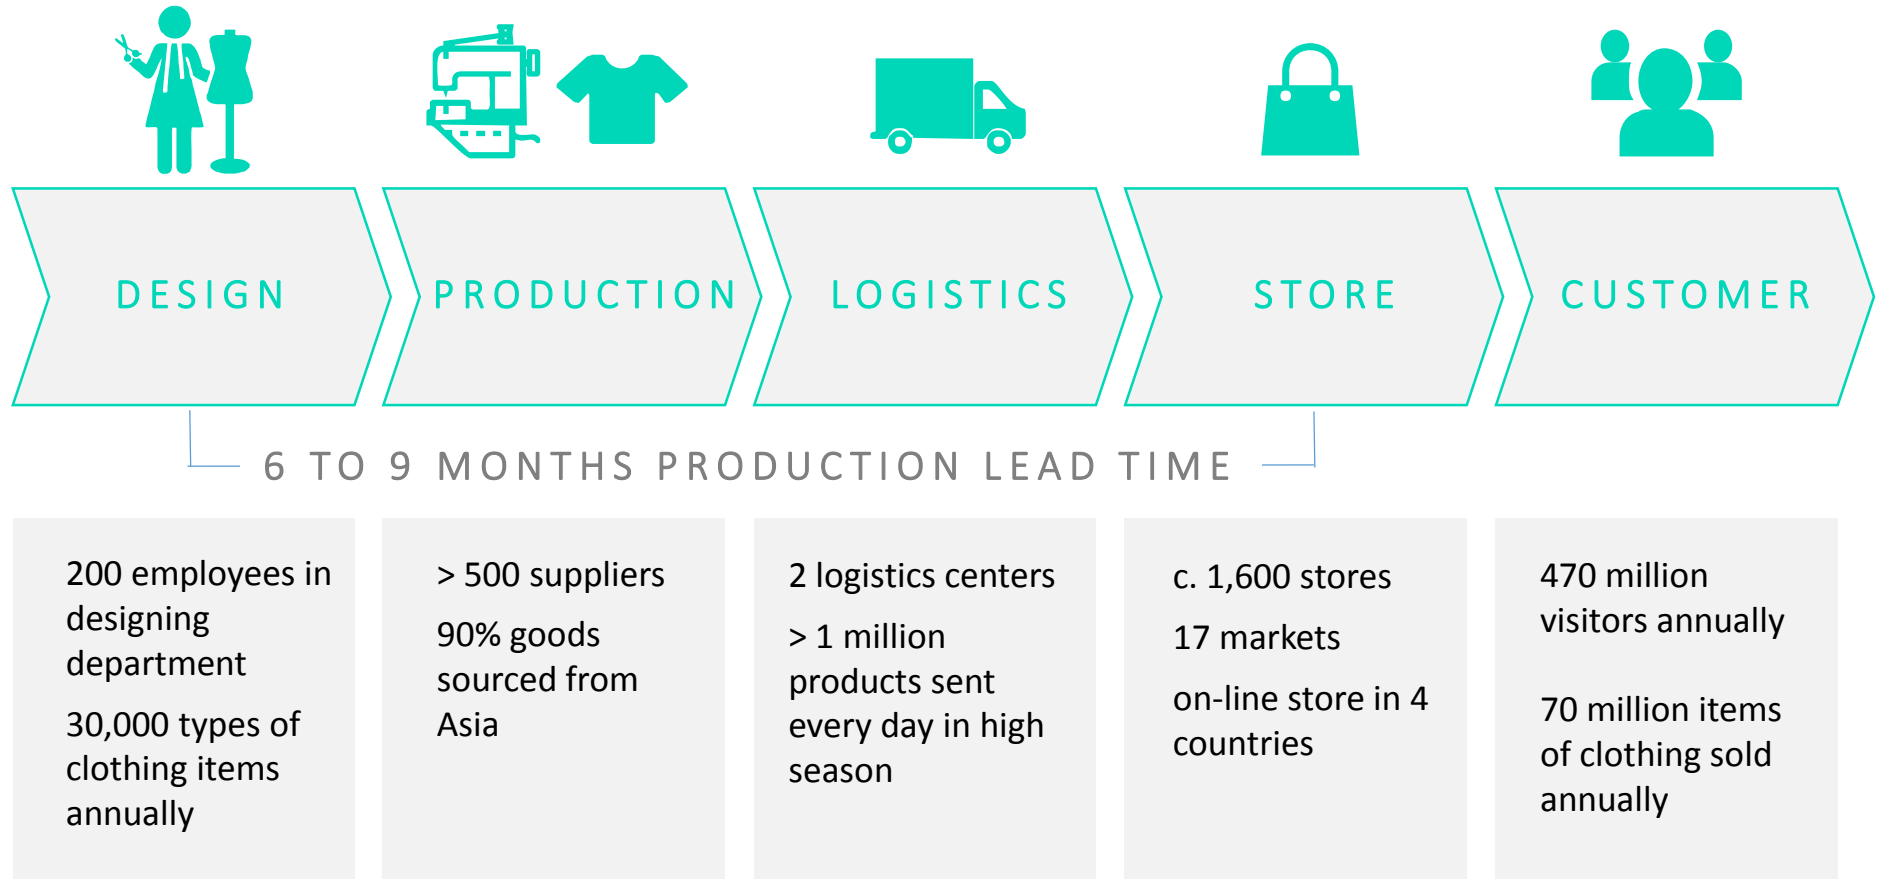 DESIGN
PRODUCTION
LOGISTICS
STORE
CUSTOMER
6 TO 9 MONTHS PRODUCTION LEAD TIME
200 employees in
designing
department
30,000 types of
clothing items
annually
> 500 suppliers
90% goods
sourced from
Asia
2 logistics centers
> 1 million
products sent
every day in high
season
c. 1,600 stores
17 markets
on-line store in 4
countries
470 million
visitors annually
70 million items
of clothing sold
annually